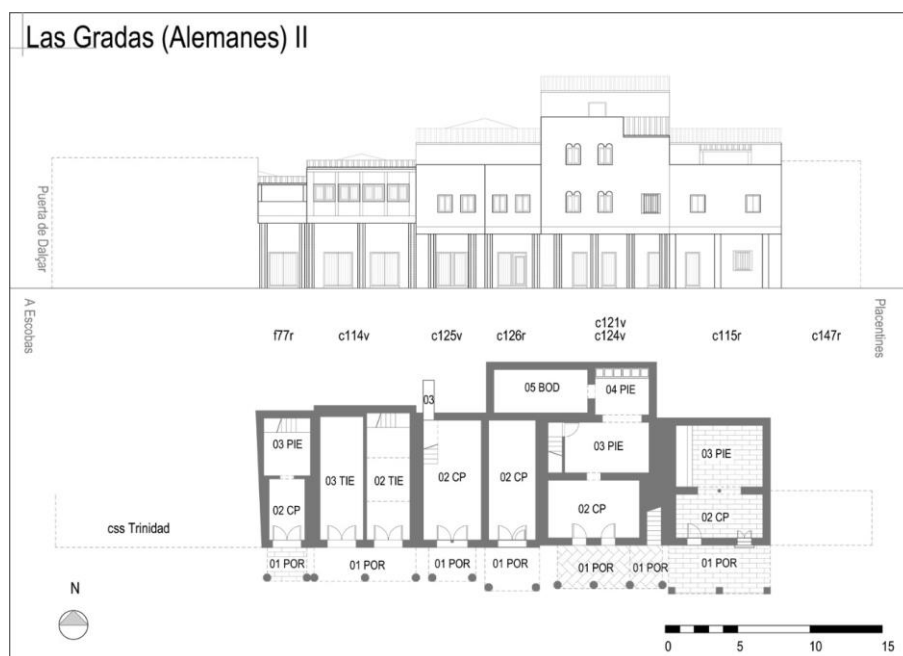 Las Gradas (Alemanes) II
Puerta de Dalçar
A Escobas
Placentines
f77r c114v c125v c126r c121v c115r c147r
c124v
05 BOD 04 PIE
03
03 PIE 03 PIE 03 PIE
03 TIE 02 TIE 02 CP 02 CP
02 CP 02 CP 02 CP
css Trinidad
01 POR 01 POR 01 POR 01 POR 01 POR 01 POR 01 POR
N
0 5 10 15